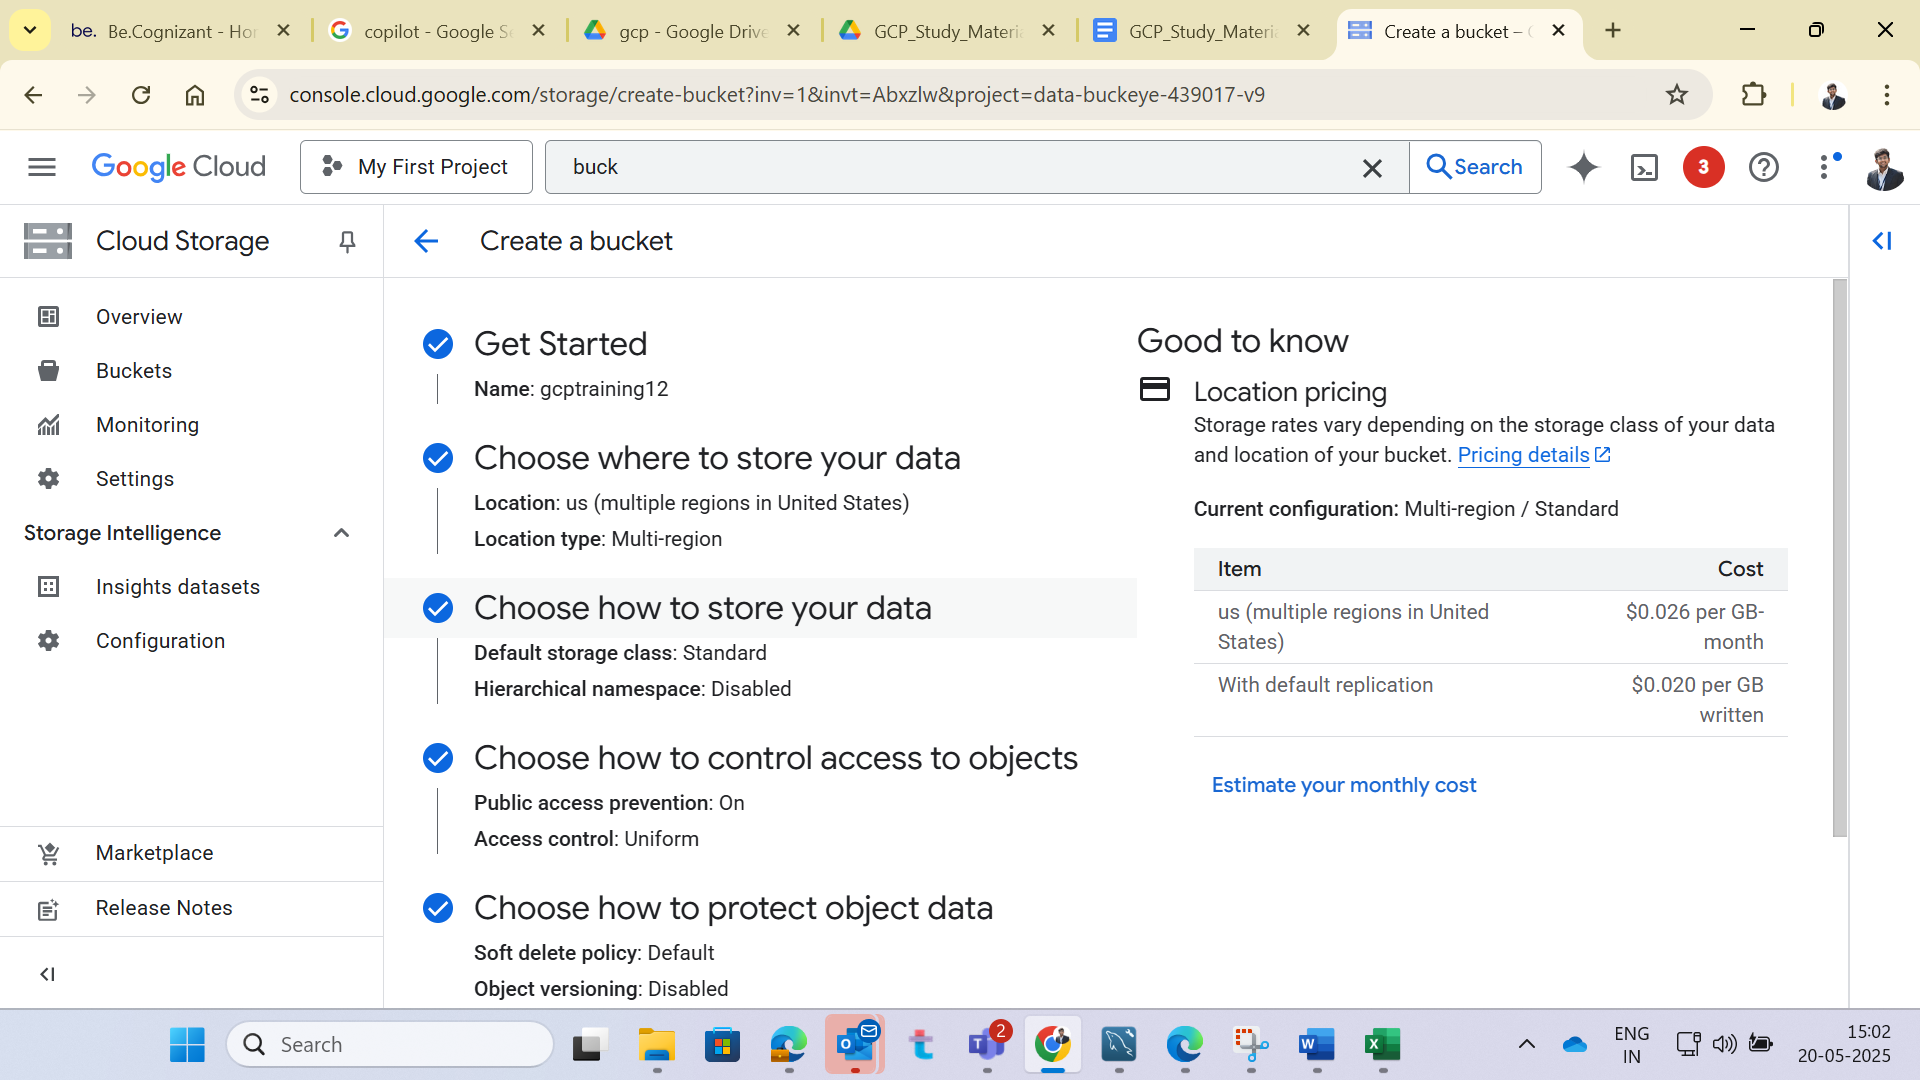 be. Be.Cognizant - Hor
copilot - Google Se
gcp - Google Drive
GCP_Study_Materia
GCP_Study_Materia
Create a bucket –
console.cloud.google.com/storage/create-bucket?inv=1&invt=Abxzlw&project=data-buckeye-439017-v9
Google Cloud
My First Project
buck
Search
3
Cloud Storage
Create a bucket
Overview
Buckets
Monitoring
Settings
Storage Intelligence
Insights datasets
Configuration
Marketplace
Release Notes
Get Started
Name: gcptraining12
Choose where to store your data
Location: us (multiple regions in United States)
Location type: Multi-region
Choose how to store your data
Default storage class: Standard
Hierarchical namespace: Disabled
Choose how to control access to objects
Public access prevention: On
Access control: Uniform
Choose how to protect object data
Soft delete policy: Default
Object versioning: Disabled
Good to know
Location pricing
Storage rates vary depending on the storage class of your data
and location of your bucket. Pricing details
Current configuration: Multi-region / Standard
Item Cost
us (multiple regions in United $0.026 per GB-
States) month
With default replication $0.020 per GB
written
Estimate your monthly cost
Search
2
ENG
IN
15:02
20-05-2025